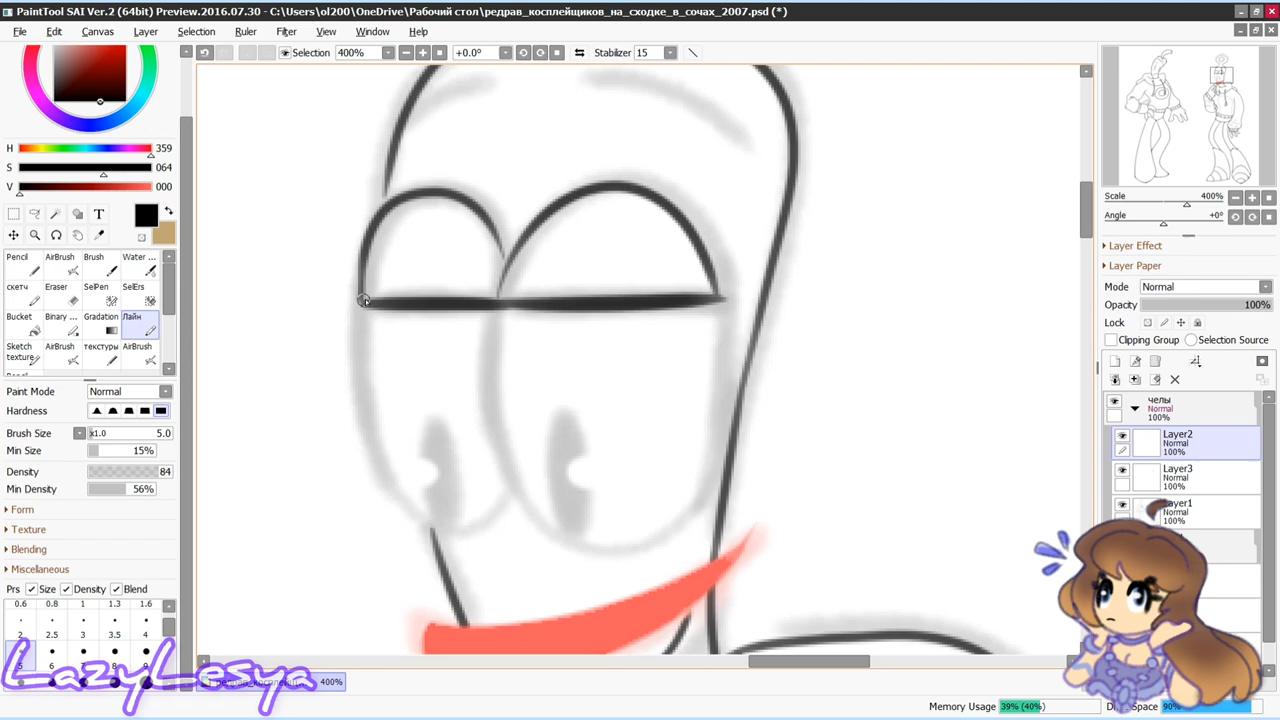 PaintTool SAI Ver.2 (64bit) Preview.2016.07.30 - C:\Users\ol200\OneDrive\Рабочий стол\редрав_косплейщиков_на_сходке_в_сочах_2007.psd (*)
File Edit Canvas Layer Selection Ruler Filter View Window Help
Selection 400% +0.0° Stabilizer 15
H 359
S 064
V 000
T
Pencil AirBrush Brush Water ...
скетч Eraser SelPen SelErs
Bucket Binary ... Gradation Лайн
Sketch texture AirBrush текстуры AirBrush
Paint Mode Normal
Hardness
Brush Size x1.0 5.0
Min Size 15%
Density 84
Min Density 56%
Form
Texture
Blending
Miscellaneous
Prs Size Density Blend
0.6 0.8 1 1.3 1.6
2 2.5 3 3.5 4
5 6 7 8 9
LazyLesya
400%
Scale 400%
Angle +0°
Layer Effect
Layer Paper
Mode Normal
Opacity 100%
Lock
Clipping Group Selection Source
челы
Normal
100%
Layer2
Normal
100%
Layer3
Normal
100%
Layer1
Normal
100%
Memory Usage 39% (40%)
Space 90%